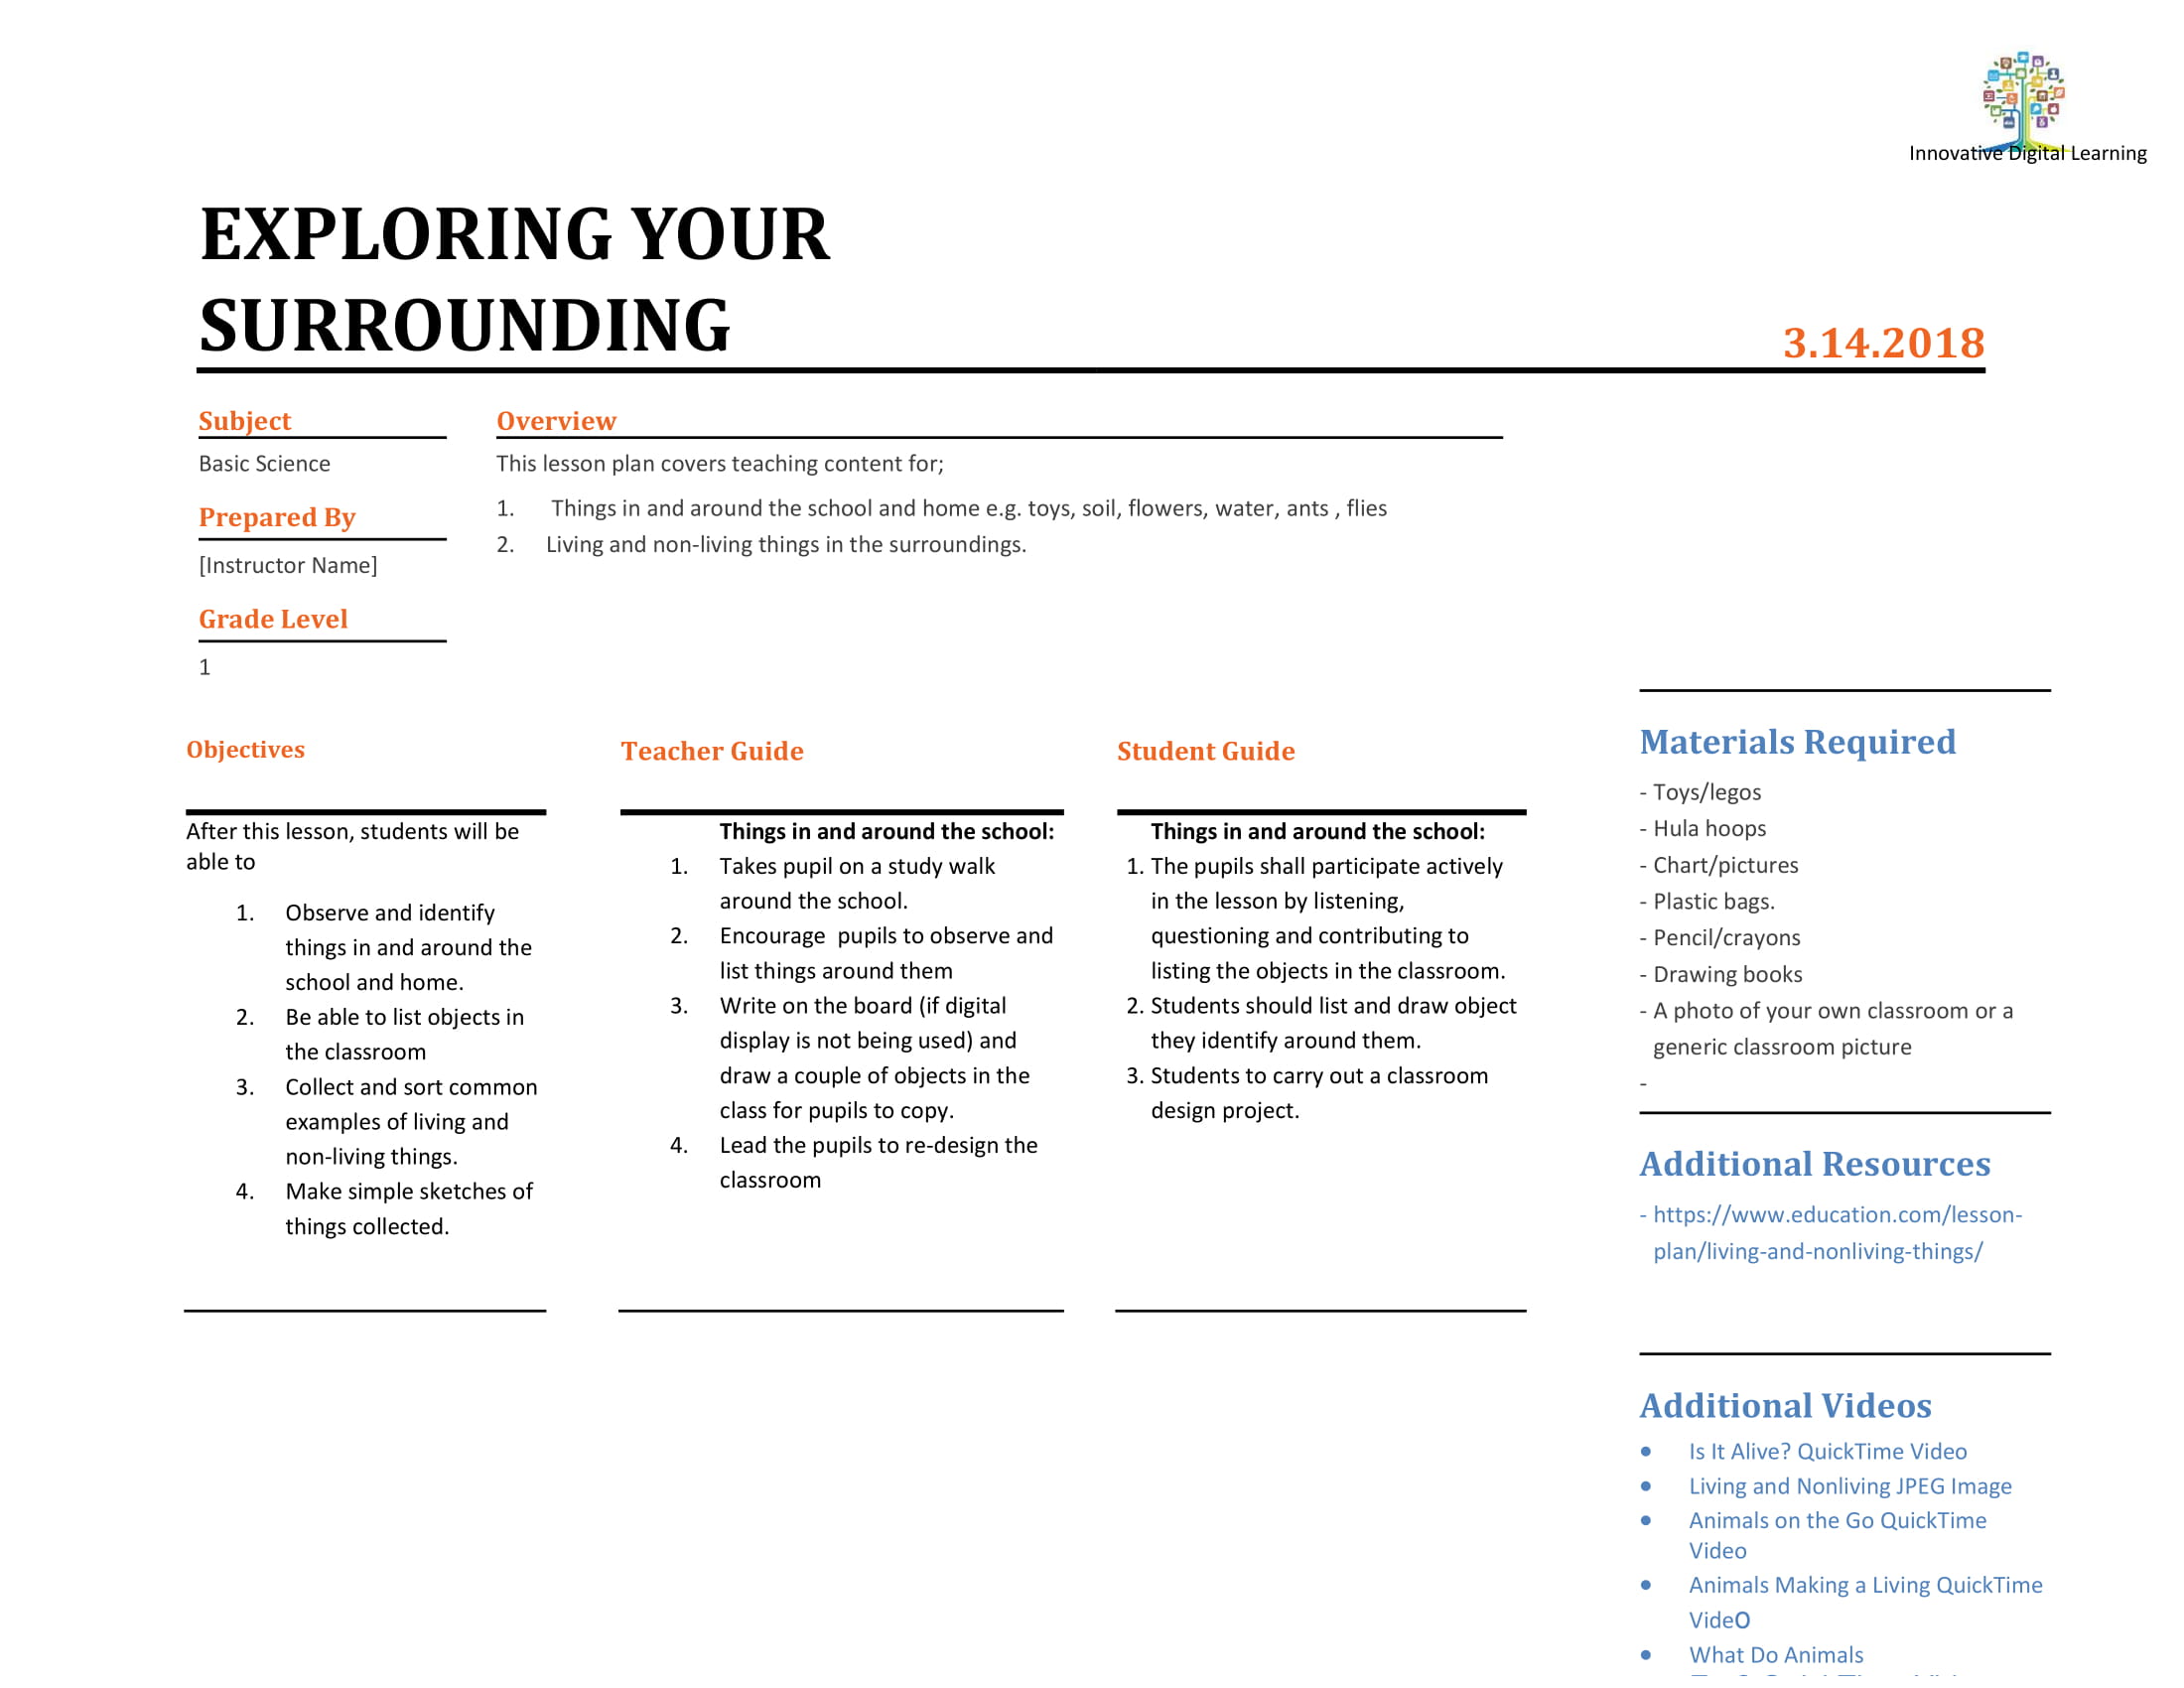 Innovative Digital Learning
EXPLORING YOUR
SURROUNDING
3.14.2018
Subject
Basic Science
Prepared By
[Instructor Name]
Grade Level
1
Overview
This lesson plan covers teaching content for;
1. Things in and around the school and home e.g. toys, soil, flowers, water, ants , flies
2. Living and non-living things in the surroundings.
Objectives
After this lesson, students will be
able to
1. Observe and identify
things in and around the
school and home.
2. Be able to list objects in
the classroom
3. Collect and sort common
examples of living and
non-living things.
4. Make simple sketches of
things collected.
Teacher Guide
Things in and around the school:
1. Takes pupil on a study walk
around the school.
2. Encourage  pupils to observe and
list things around them
3. Write on the board (if digital
display is not being used) and
draw a couple of objects in the
class for pupils to copy.
4. Lead the pupils to re-design the
classroom
Student Guide
Things in and around the school:
1. The pupils shall participate actively
in the lesson by listening,
questioning and contributing to
listing the objects in the classroom.
2. Students should list and draw object
they identify around them.
3. Students to carry out a classroom
design project.
Materials Required
- Toys/legos
- Hula hoops
- Chart/pictures
- Plastic bags.
- Pencil/crayons
- Drawing books
- A photo of your own classroom or a
generic classroom picture
-
Additional Resources
- https://www.education.com/lesson-
plan/living-and-nonliving-things/
Additional Videos
• Is It Alive? QuickTime Video
• Living and Nonliving JPEG Image
• Animals on the Go QuickTime
Video
• Animals Making a Living QuickTime
VideO
• What Do Animals